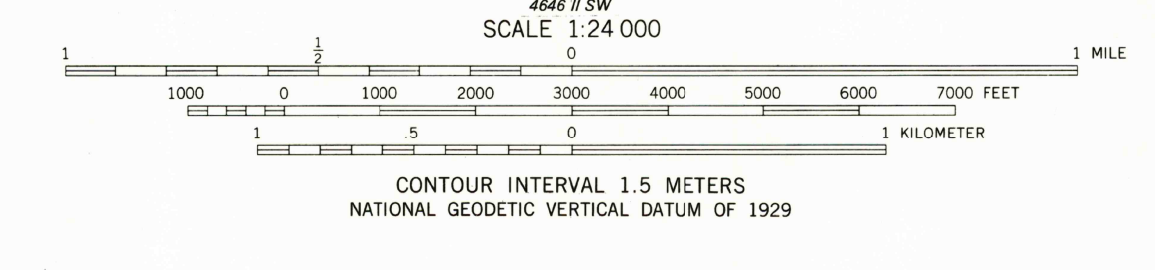 4646 II SW
SCALE 1:24 000
1 1/2 0 1 MILE
1000 0 1000 2000 3000 4000 5000 6000 7000 FEET
1 .5 0 1 KILOMETER
CONTOUR INTERVAL 1.5 METERS
NATIONAL GEODETIC VERTICAL DATUM OF 1929